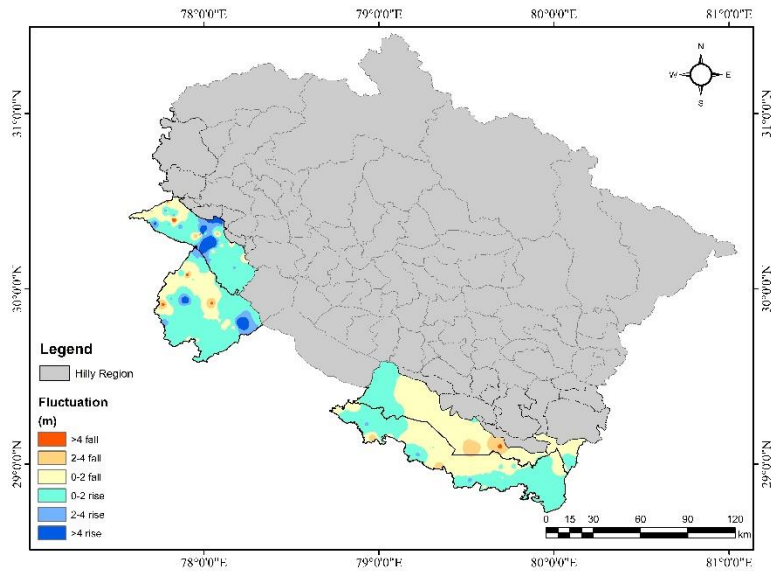 78°0'0"E 79°0'0"E 80°0'0"E 81°0'0"E
N
W E
S
31°0'0"N 31°0'0"N
30°0'0"N 30°0'0"N
29°0'0"N 29°0'0"N
Legend
Hilly Region
Fluctuation
(m)
>4 fall
2-4 fall
0-2 fall
0-2 rise
2-4 rise
>4 rise
0 15 30 60 90 120
km
78°0'0"E 79°0'0"E 80°0'0"E 81°0'0"E